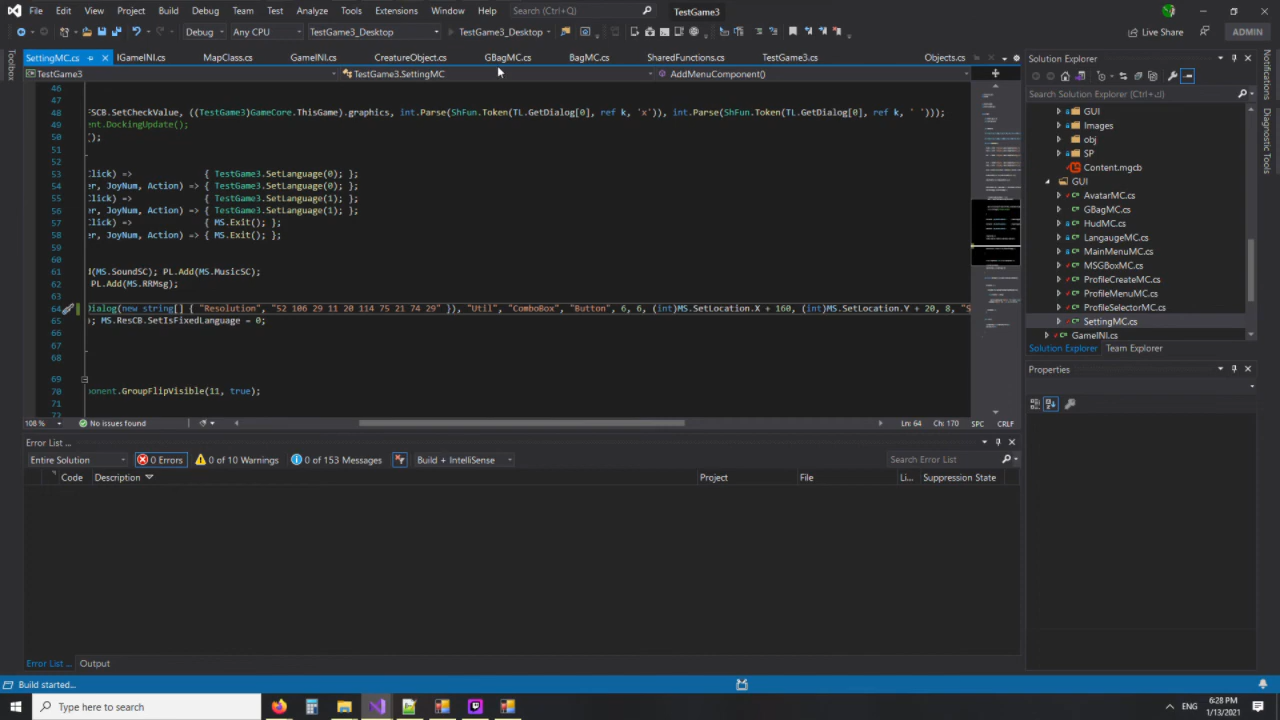 File Edit View Project Build Debug Team Test Analyze Tools Extensions Window Help Search (Ctrl+Q) TestGame3
Debug Any CPU TestGame3_Desktop TestGame3_Desktop Live Share ADMIN
Toolbox
SettingMC.cs IGameINI.cs MapClass.cs GameINI.cs CreatureObject.cs GBagMC.cs BagMC.cs SharedFunctions.cs TestGame3.cs Objects.cs
TestGame3 TestGame3.SettingMC AddMenuComponent()
46
47
48 FSCB.SetCheckValue, ((TestGame3)GameCore.ThisGame).graphics, int.Parse(ShFun.Token(TL.GetDialog[0], ref k, 'x')), int.Parse(ShFun.Token(TL.GetDialog[0], ref k, ' ')));
49 ent.DockingUpdate();
50 ();
51
52
53 Click) => { TestGame3.SetLanguage(0); };
54 er, JoyNum, Action) => { TestGame3.SetLanguage(0); };
55 Click) => { TestGame3.SetLanguage(1); };
56 er, JoyNum, Action) => { TestGame3.SetLanguage(1); };
57 Click) => { MS.Exit(); };
58 er, JoyNum, Action) => { MS.Exit(); };
59
60
61 d(MS.SoundSC); PL.Add(MS.MusicSC);
62 PL.Add(MS.RRMsg);
63
64 Dialog(new string[] { "Resolution", "52 106 29 11 20 114 75 21 74 29" }), "Util", "ComboBox", "Button", 6, 6, (int)MS.SetLocation.X + 160, (int)MS.SetLocation.Y + 20, 8, "S
65 ); MS.ResCB.SetIsFixedLanguage = 0;
66
67
68
69
70 ponent.GroupFlipVisible(11, true);
71
72
108 % No issues found Ln: 64 Ch: 170 SPC CRLF
Error List ...
Entire Solution 0 Errors 0 of 10 Warnings 0 of 153 Messages Build + IntelliSense Search Error List
Code Description Project File Li... Suppression State
Error List ... Output
Solution Explorer
Search Solution Explorer (Ctrl+;)
GUI
Images
obj
SP
Content.mgcb
GUI
AvatarMC.cs
GBagMC.cs
HudMC.cs
LangaugeMC.cs
MainMenuMC.cs
MSGBoxMC.cs
ProfileCreateMC.cs
ProfileMenuMC.cs
ProfileSelectorMC.cs
SettingMC.cs
GameINI.cs
Solution Explorer Team Explorer
Properties
Notifications
Diagnostic
Build started...
Type here to search
ENG
6:28 PM
1/13/2021